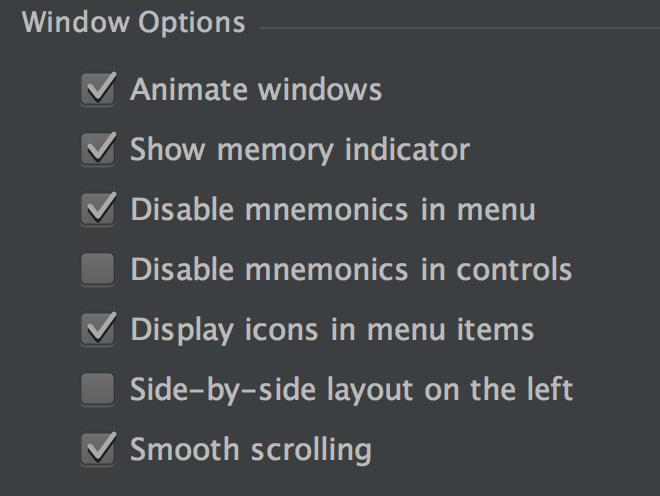 Window Options
Animate windows
Show memory indicator
Disable mnemonics in menu
Disable mnemonics in controls
Display icons in menu items
Side-by-side layout on the left
Smooth scrolling